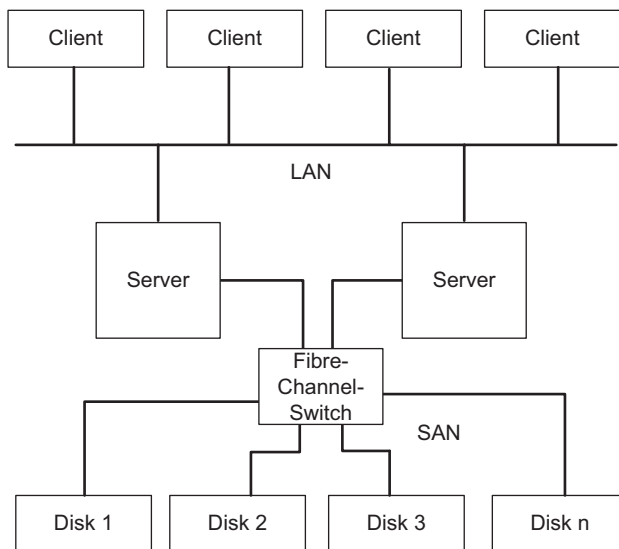 Client Client Client Client
LAN
Server Server
Fibre-
Channel-
Switch
SAN
Disk 1 Disk 2 Disk 3 Disk n